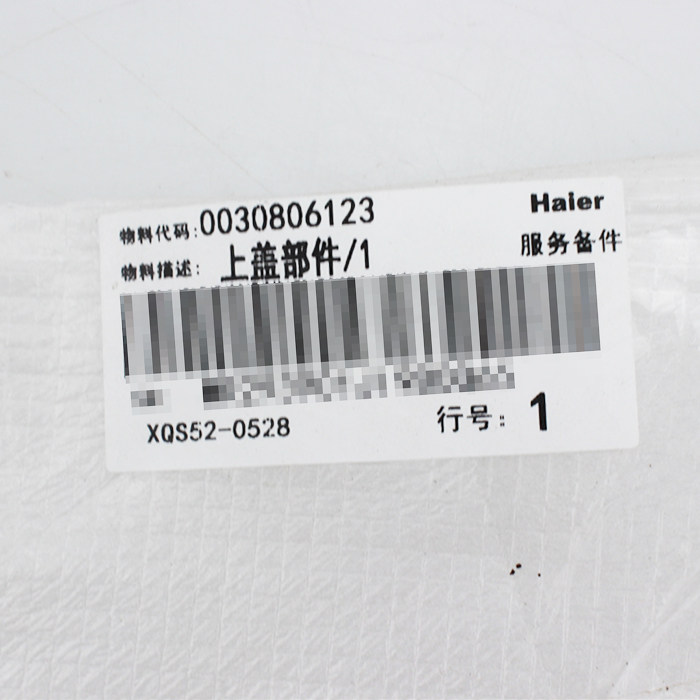 Haier
物料代码:0030806123
服务备件
物料描述:上盖部件/1
XQS52-0528
行号:1